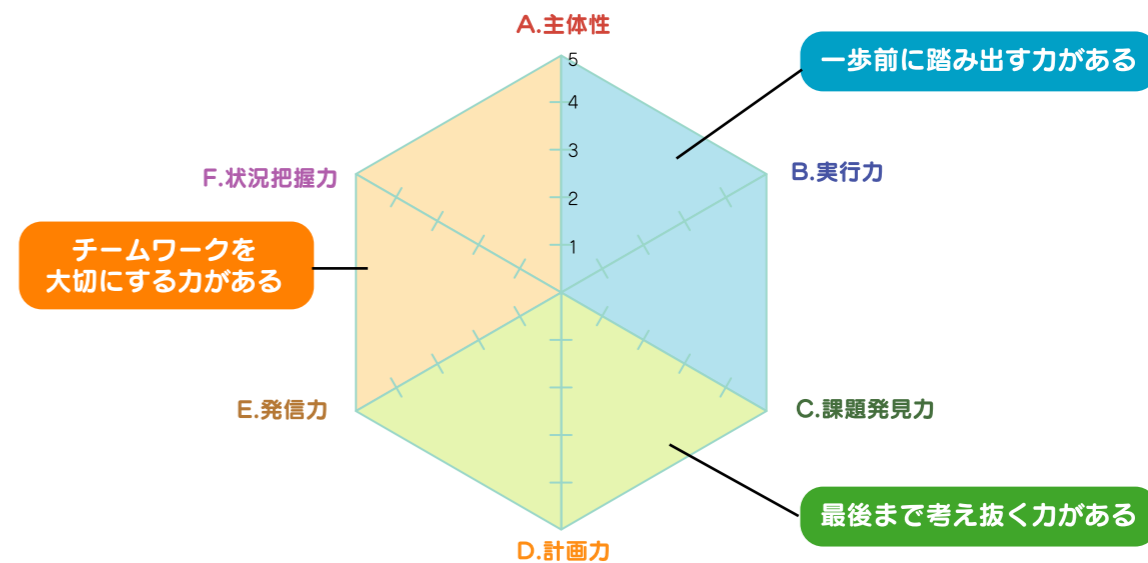 A.主体性
一歩前に踏み出す力がある
5
4
3
2
1
B.実行力
F.状況把握力
チームワークを
大切にする力がある
E.発信力
C.課題発見力
最後まで考え抜く力がある
D.計画力